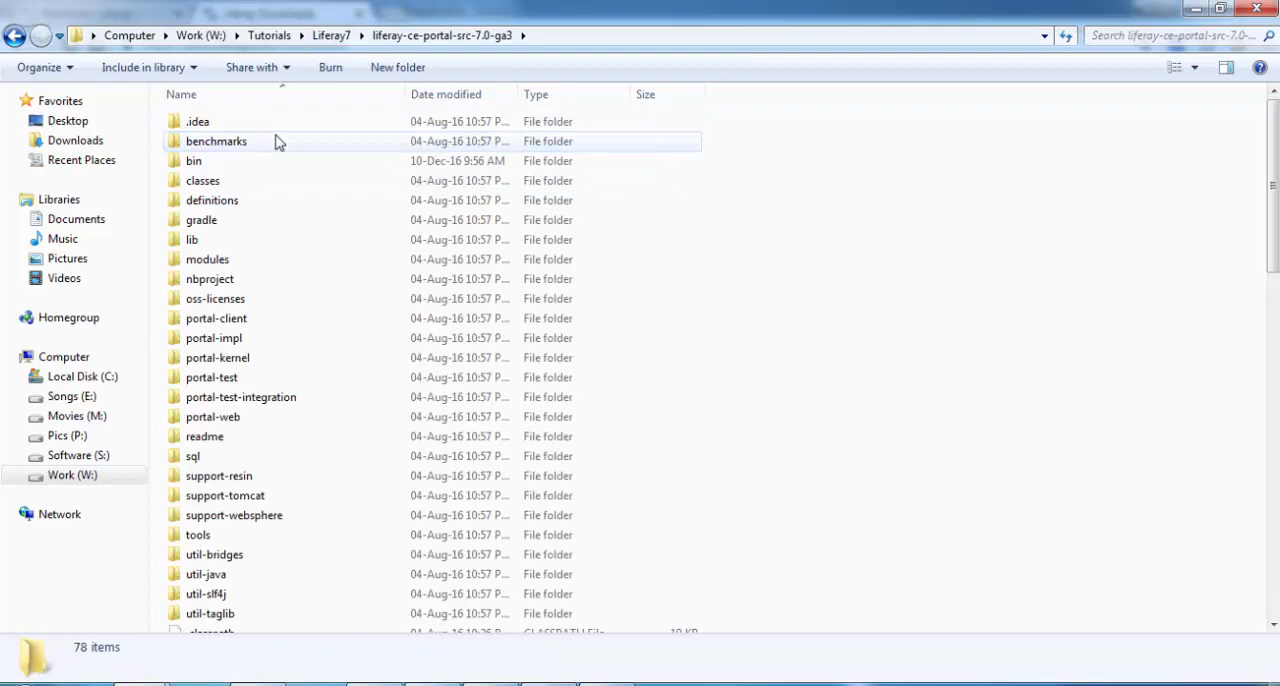 Computer Work (W:) Tutorials Liferay7 liferay-ce-portal-src-7.0-ga3 Search liferay-ce-portal-src-7.0-...
Organize Include in library Share with Burn New folder
Name Date modified Type Size
Favorites
Desktop
Downloads
Recent Places
Libraries
Documents
Music
Pictures
Videos
Homegroup
Computer
Local Disk (C:)
Songs (E:)
Movies (M:)
Pics (P:)
Software (S:)
Work (W:)
Network
.idea 04-Aug-16 10:57 P... File folder
benchmarks 04-Aug-16 10:57 P... File folder
bin 10-Dec-16 9:56 AM File folder
classes 04-Aug-16 10:57 P... File folder
definitions 04-Aug-16 10:57 P... File folder
gradle 04-Aug-16 10:57 P... File folder
lib 04-Aug-16 10:57 P... File folder
modules 04-Aug-16 10:57 P... File folder
nbproject 04-Aug-16 10:57 P... File folder
oss-licenses 04-Aug-16 10:57 P... File folder
portal-client 04-Aug-16 10:57 P... File folder
portal-impl 04-Aug-16 10:57 P... File folder
portal-kernel 04-Aug-16 10:57 P... File folder
portal-test 04-Aug-16 10:57 P... File folder
portal-test-integration 04-Aug-16 10:57 P... File folder
portal-web 04-Aug-16 10:57 P... File folder
readme 04-Aug-16 10:57 P... File folder
sql 04-Aug-16 10:57 P... File folder
support-resin 04-Aug-16 10:57 P... File folder
support-tomcat 04-Aug-16 10:57 P... File folder
support-websphere 04-Aug-16 10:57 P... File folder
tools 04-Aug-16 10:57 P... File folder
util-bridges 04-Aug-16 10:57 P... File folder
util-java 04-Aug-16 10:57 P... File folder
util-slf4j 04-Aug-16 10:57 P... File folder
util-taglib 04-Aug-16 10:57 P... File folder
78 items